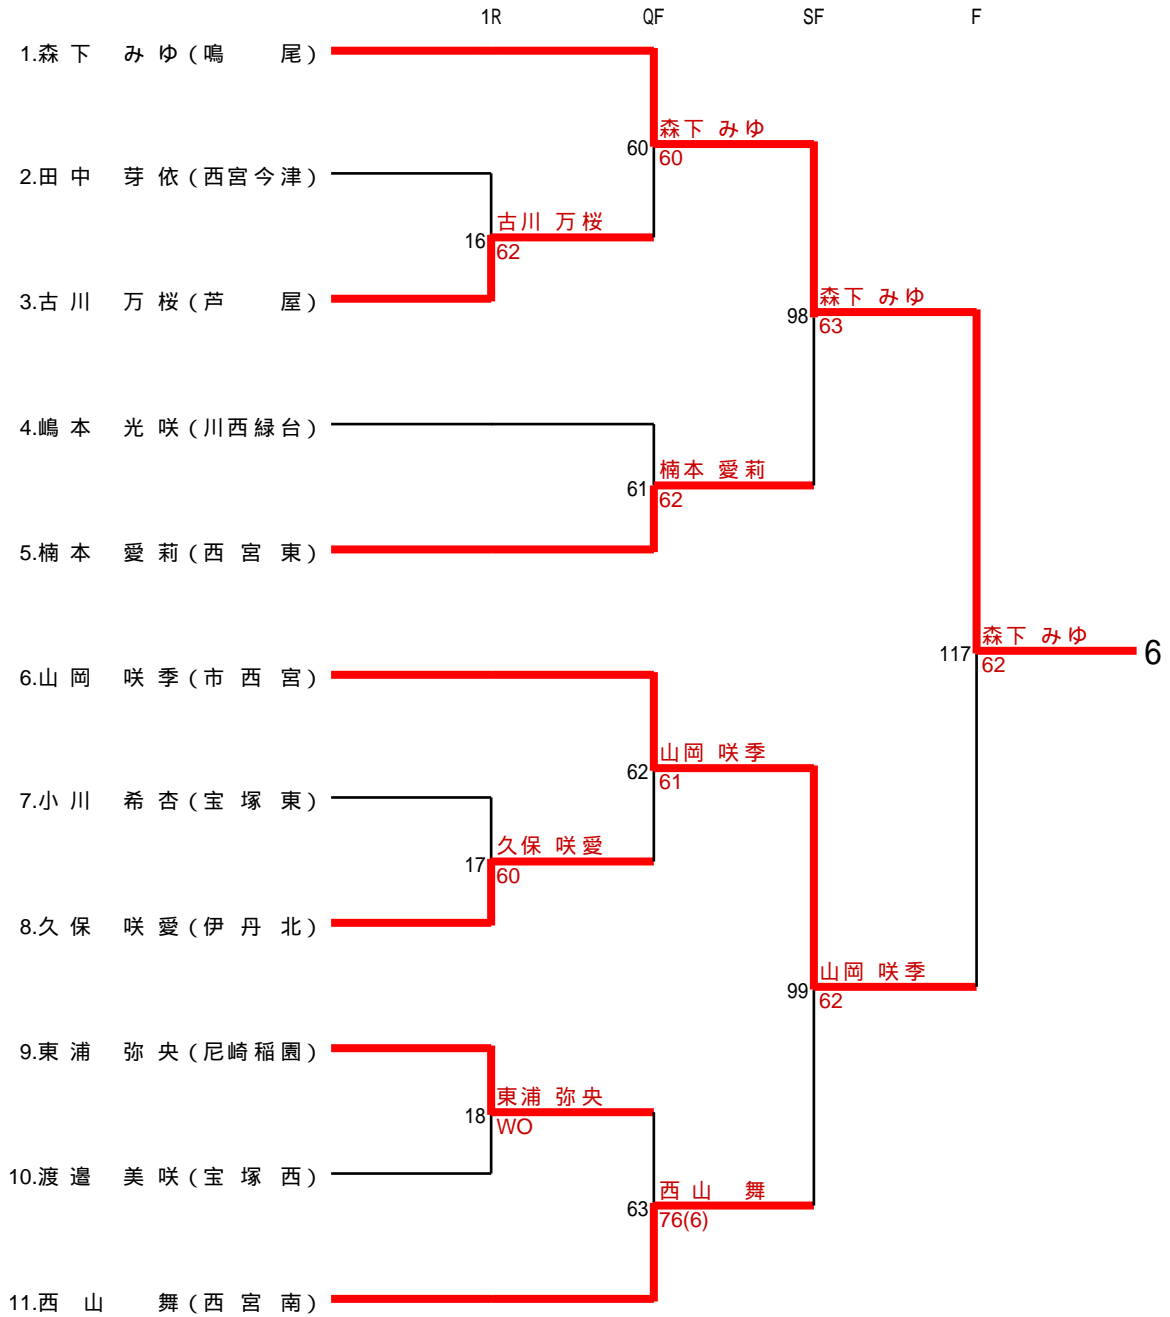 1R QF SF F
1.森下 みゆ(鳴 尾)
森下 みゆ
60
60
2.田中 芽依(西宮今津)
古川 万桜
16
62
3.古川 万桜(芦 屋)
森下 みゆ
98
63
4.嶋本 光咲(川西緑台)
楠本 愛莉
61
62
5.楠本 愛莉(西宮東)
森下 みゆ
117
62
6
6.山岡 咲季(市西宮)
山岡 咲季
62
61
7.小川 希杏(宝塚東)
久保 咲愛
17
60
8.久保 咲愛(伊丹北)
山岡 咲季
99
62
9.東浦 弥央(尼崎稲園)
東浦 弥央
18
WO
10.渡邉 美咲(宝塚西)
西山 舞
63
76(6)
11.西山 舞(西宮南)